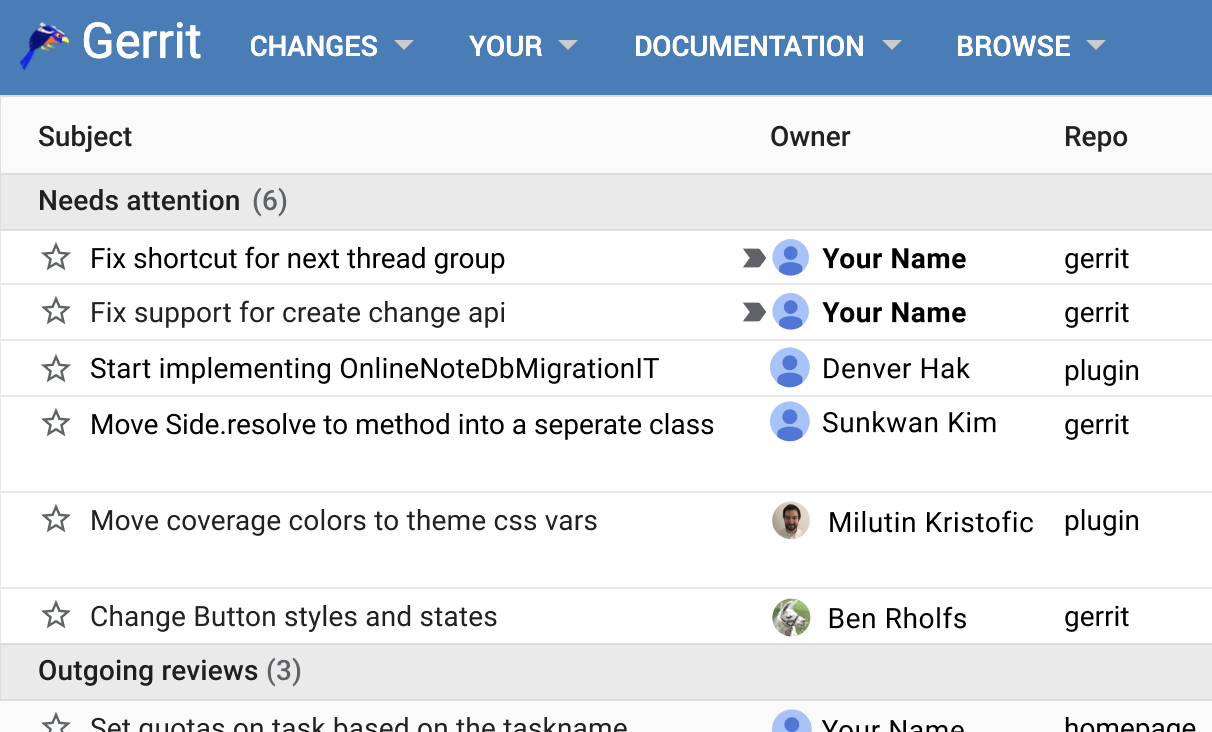 Gerrit CHANGES YOUR DOCUMENTATION BROWSE
Subject Owner Repo
Needs attention (6)
Fix shortcut for next thread group Your Name gerrit
Fix support for create change api Your Name gerrit
Start implementing OnlineNoteDbMigrationIT Denver Hak plugin
Move Side.resolve to method into a seperate class Sunkwan Kim gerrit
Move coverage colors to theme css vars Milutin Kristofic plugin
Change Button styles and states Ben Rholfs gerrit
Outgoing reviews (3)
Set quotas on task based on the taskname Your Name homepage